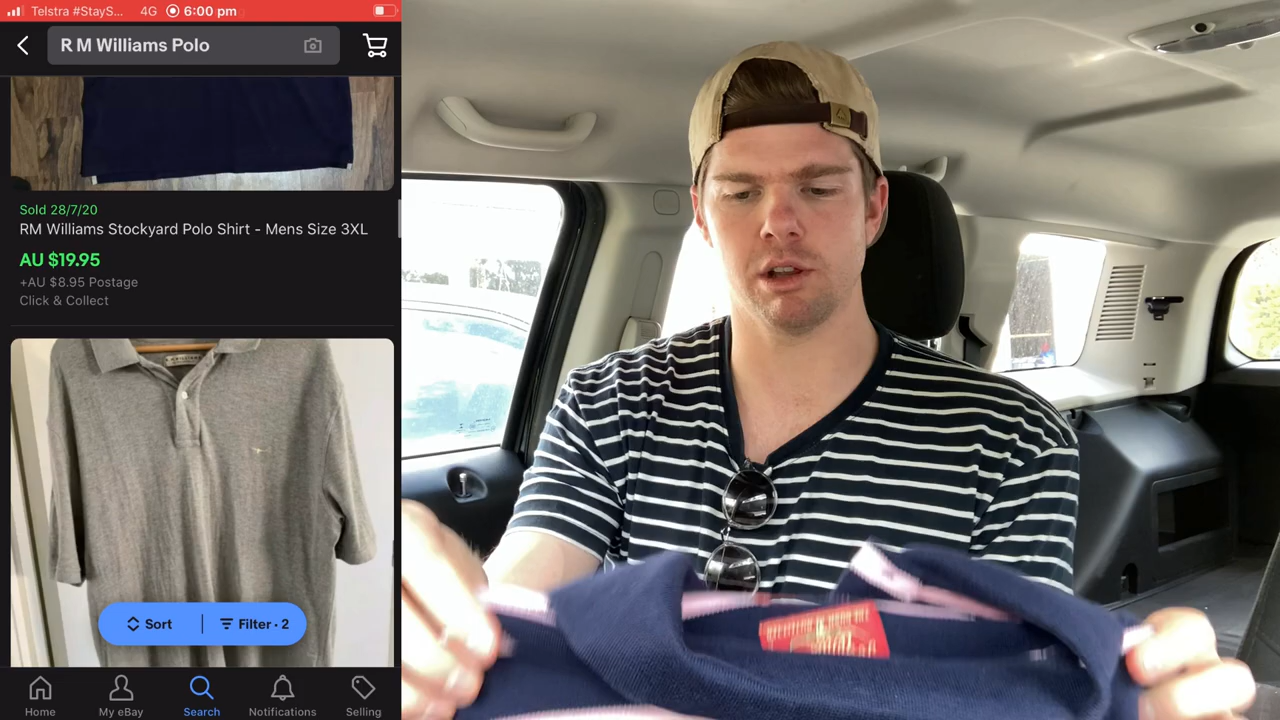 Telstra #StayS... 4G 6:00 pm
R M Williams Polo
Sold 28/7/20
RM Williams Stockyard Polo Shirt - Mens Size 3XL
AU $19.95
+AU $8.95 Postage
Click & Collect
Sort Filter · 2
Home My eBay Search Notifications Selling